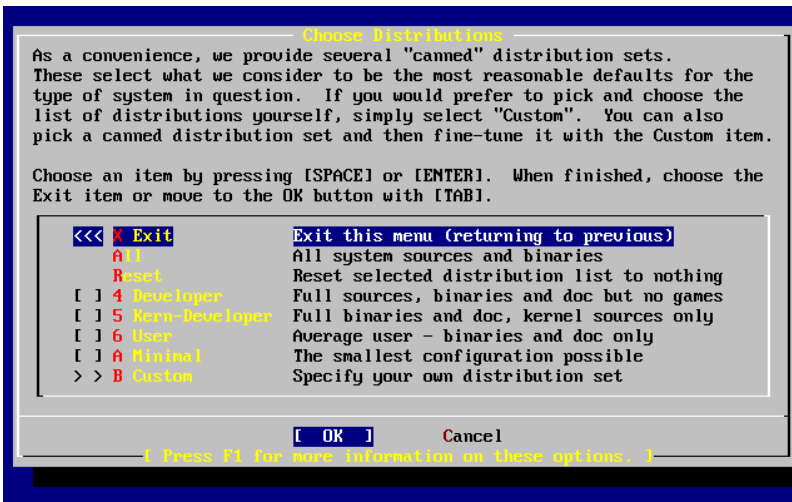 Choose Distributions
As a convenience, we provide several "canned" distribution sets.
These select what we consider to be the most reasonable defaults for the
type of system in question.  If you would prefer to pick and choose the
list of distributions yourself, simply select "Custom".  You can also
pick a canned distribution set and then fine-tune it with the Custom item.
Choose an item by pressing [SPACE] or [ENTER].  When finished, choose the
Exit item or move to the OK button with [TAB].
<<< X Exit Exit this menu (returning to previous)
All All system sources and binaries
Reset Reset selected distribution list to nothing
[ ] 4 Developer Full sources, binaries and doc but no games
[ ] 5 Kern-Developer Full binaries and doc, kernel sources only
[ ] 6 User Average user - binaries and doc only
[ ] A Minimal The smallest configuration possible
> > B Custom Specify your own distribution set
[ OK ] Cancel
[ Press F1 for more information on these options. ]